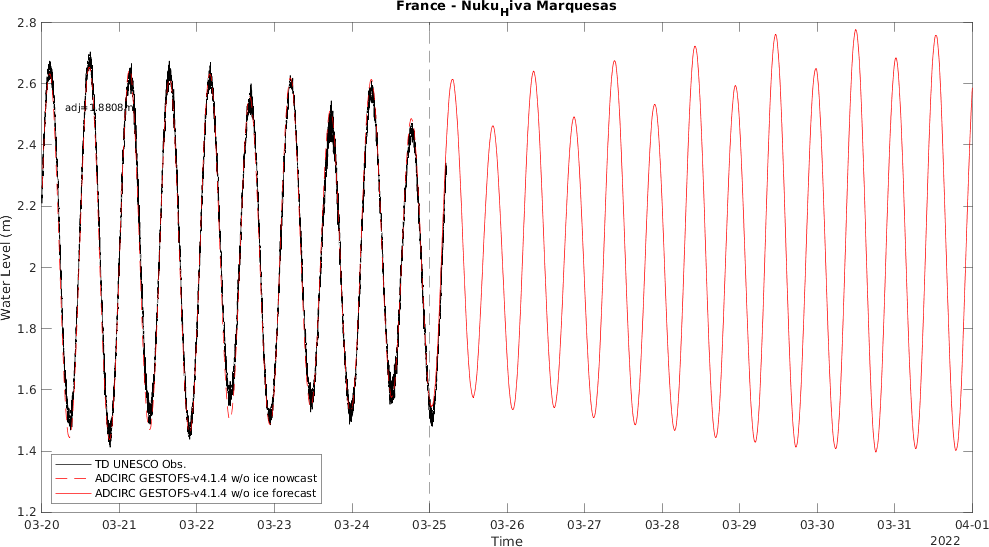 France - Nuku_Hiva Marquesas
2.8
2.6
adj=1.8808m
2.4
2.2
Water Level (m)
2
1.8
1.6
1.4
1.2
TD UNESCO Obs.
ADCIRC GESTOFS-v4.1.4 w/o ice nowcast
ADCIRC GESTOFS-v4.1.4 w/o ice forecast
03-20 03-21 03-22 03-23 03-24 03-25 03-26 03-27 03-28 03-29 03-30 03-31 04-01
Time
2022